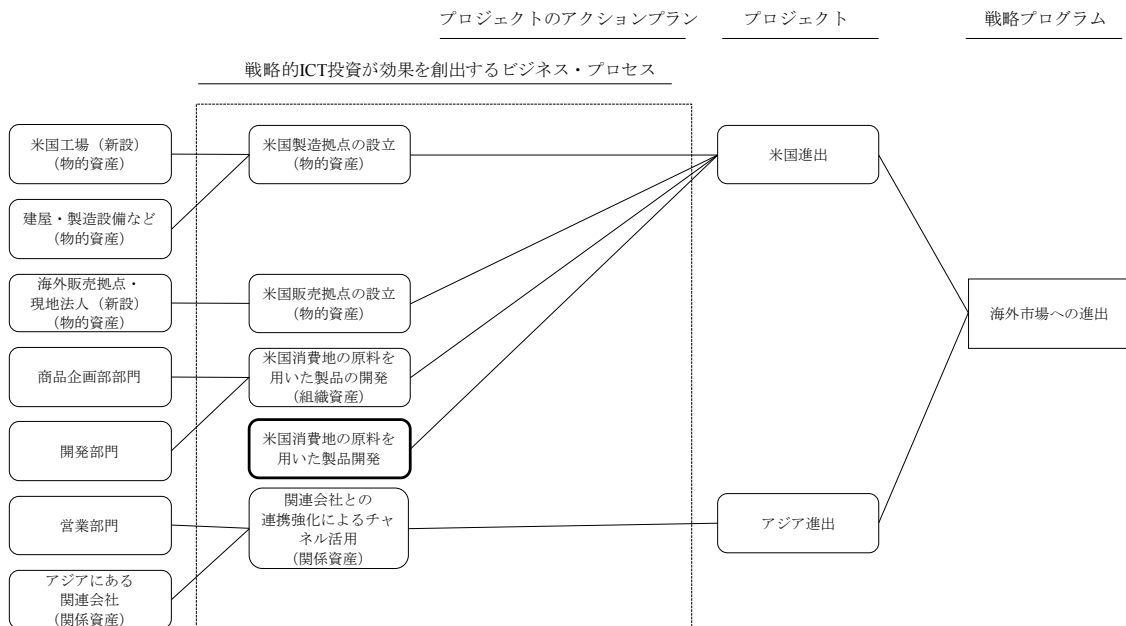 プロジェクトのアクションプラン
プロジェクト
戦略プログラム
戦略的ICT投資が効果を創出するビジネス・プロセス
米国工場（新設）
(物的資産)
米国製造拠点の設立
(物的資産)
米国進出
建屋・製造設備など
(物的資産)
海外販売拠点・
現地法人（新設）
(物的資産)
米国販売拠点の設立
(物的資産)
海外市場への進出
商品企画部部門
米国消費地の原料を
用いた製品の開発
(組織資産)
開発部門
米国消費地の原料を
用いた製品開発
営業部門
関連会社との
連携強化によるチャ
ネル活用
(関係資産)
アジア進出
アジアにある
関連会社
(関係資産)